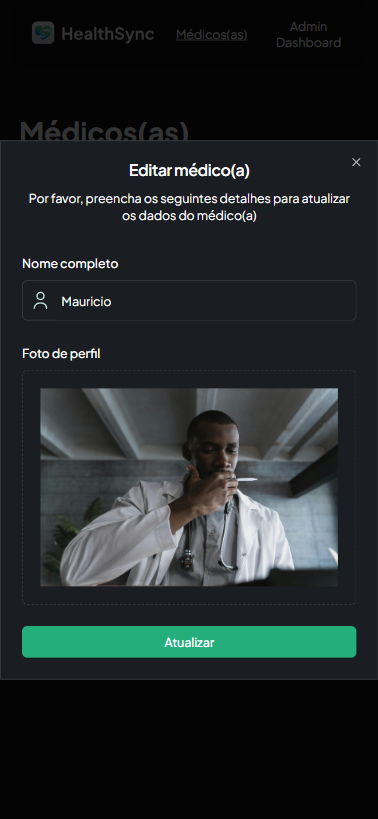 HealthSync
Médicos(as)
Admin
Dashboard
Médicos(as)
Editar médico(a)
Por favor, preencha os seguintes detalhes para atualizar
os dados do médico(a)
Nome completo
Mauricio
Foto de perfil
Atualizar